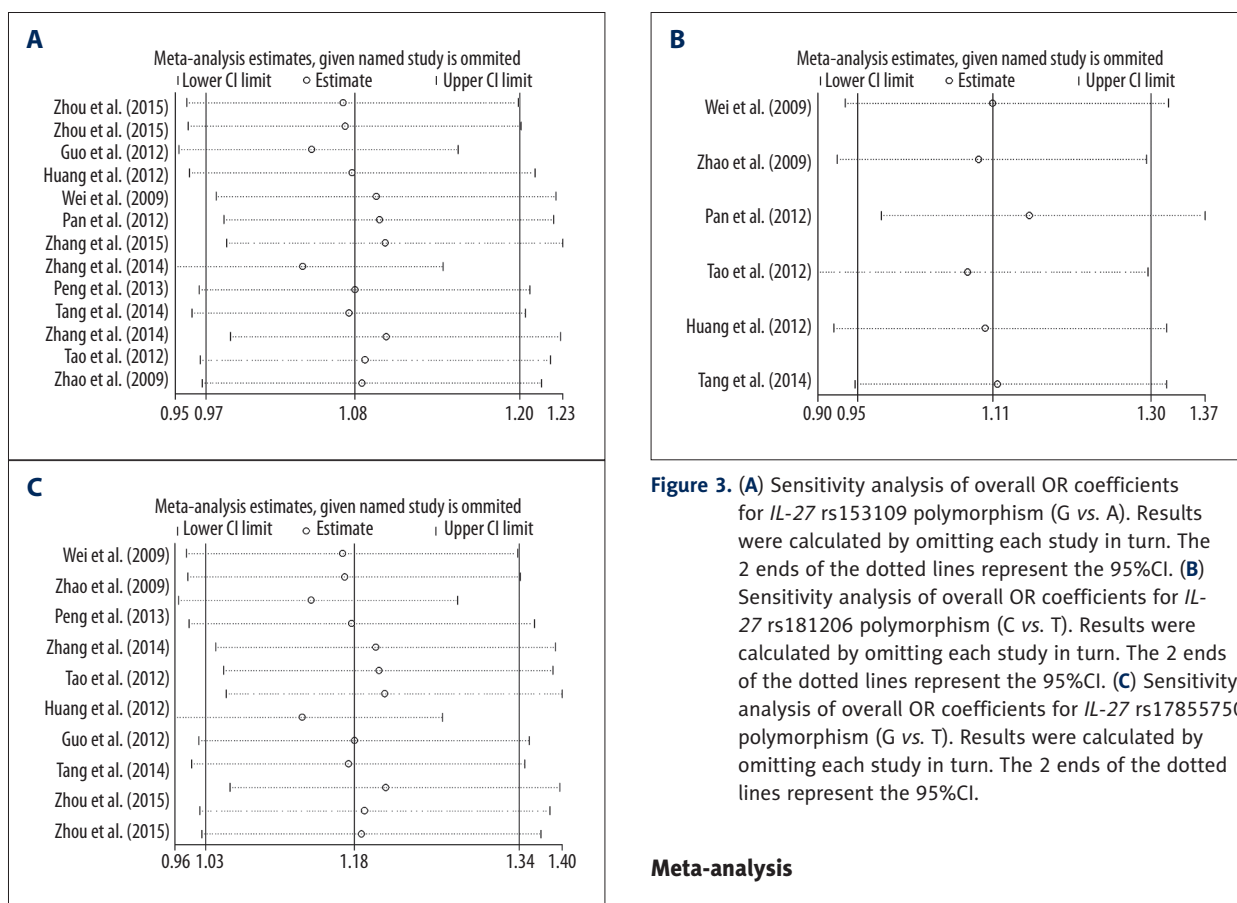 A
Meta-analysis estimates, given named study is ommited
Lower CI limit Estimate Upper CI limit
Zhou et al. (2015)
Zhou et al. (2015)
Guo et al. (2012)
Huang et al. (2012)
Wei et al. (2009)
Pan et al. (2012)
Zhang et al. (2015)
Zhang et al. (2014)
Peng et al. (2013)
Tang et al. (2014)
Zhang et al. (2014)
Tao et al. (2012)
Zhao et al. (2009)
0.95 0.97 1.08 1.20 1.23
B
Meta-analysis estimates, given named study is ommited
Lower CI limit Estimate Upper CI limit
Wei et al. (2009)
Zhao et al. (2009)
Pan et al. (2012)
Tao et al. (2012)
Huang et al. (2012)
Tang et al. (2014)
0.90 0.95 1.11 1.30 1.37
C
Meta-analysis estimates, given named study is ommited
Lower CI limit Estimate Upper CI limit
Wei et al. (2009)
Zhao et al. (2009)
Peng et al. (2013)
Zhang et al. (2014)
Tao et al. (2012)
Huang et al. (2012)
Guo et al. (2012)
Tang et al. (2014)
Zhou et al. (2015)
Zhou et al. (2015)
0.96 1.03 1.18 1.34 1.40
Figure 3. (A) Sensitivity analysis of overall OR coefficients
for IL-27 rs153109 polymorphism (G vs. A). Results
were calculated by omitting each study in turn. The
2 ends of the dotted lines represent the 95%CI. (B)
Sensitivity analysis of overall OR coefficients for IL-
27 rs181206 polymorphism (C vs. T). Results were
calculated by omitting each study in turn. The 2 ends
of the dotted lines represent the 95%CI. (C) Sensitivity
analysis of overall OR coefficients for IL-27 rs17855750
polymorphism (G vs. T). Results were calculated by
omitting each study in turn. The 2 ends of the dotted
lines represent the 95%CI.
Meta-analysis